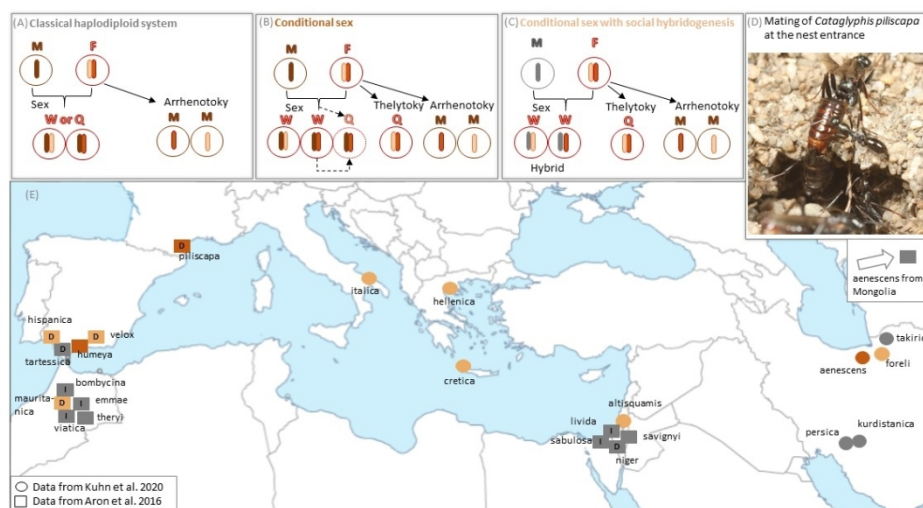 (A) Classical haplodiploid system
M
F
Sex
Arrhenotoky
W or Q
M M
(B) Conditional sex
M
F
Sex
Thelytoky
Arrhenotoky
W W Q Q M M
(C) Conditional sex with social hybridogenesis
M
F
Sex
Thelytoky
Arrhenotoky
W W Q M M
Hybrid
(D) Mating of Cataglyphis piliscapa
at the nest entrance
(E)
D
piliscapa
italica
hellenica
aenescens from
Mongolia
hispanica
D
D
velox
D
tartessica
humeya
cretica
takirica
aenescens
foreli
bombycina
I
maurita-
nica
D
I
emmae
I
theryi
viatica
altisquamis
livida
I
sabulosa
I
D
savignyi
niger
persica
kurdistanica
Data from Kuhn et al. 2020
Data from Aron et al. 2016